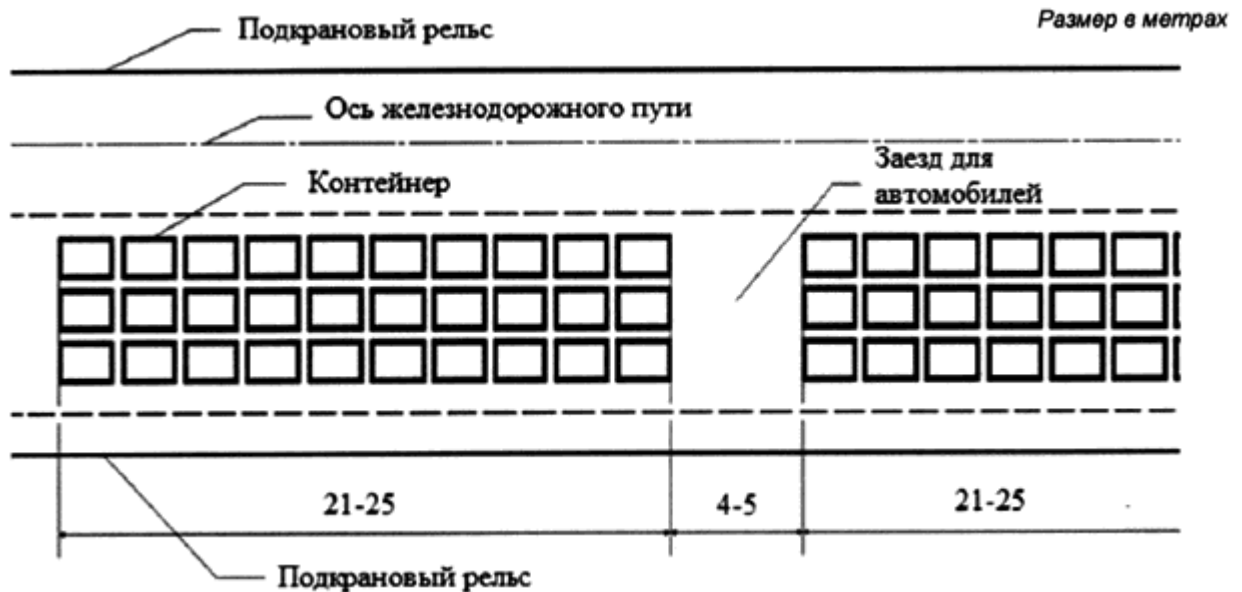 Размер в метрах
Подкрановый рельс
Ось железнодорожного пути
Заезд для
автомобилей
Контейнер
21-25
4-5
21-25
Подкрановый рельс